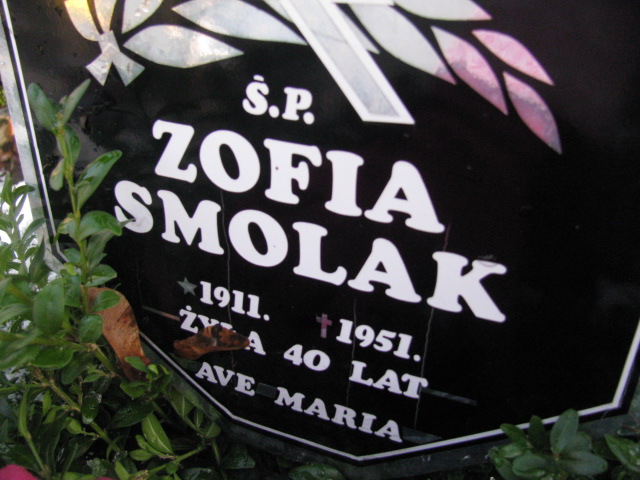 Ś.P.
ZOFIA
SMOLAK
1911. 1951.
ŻYŁA 40 LAT
AVE MARIA